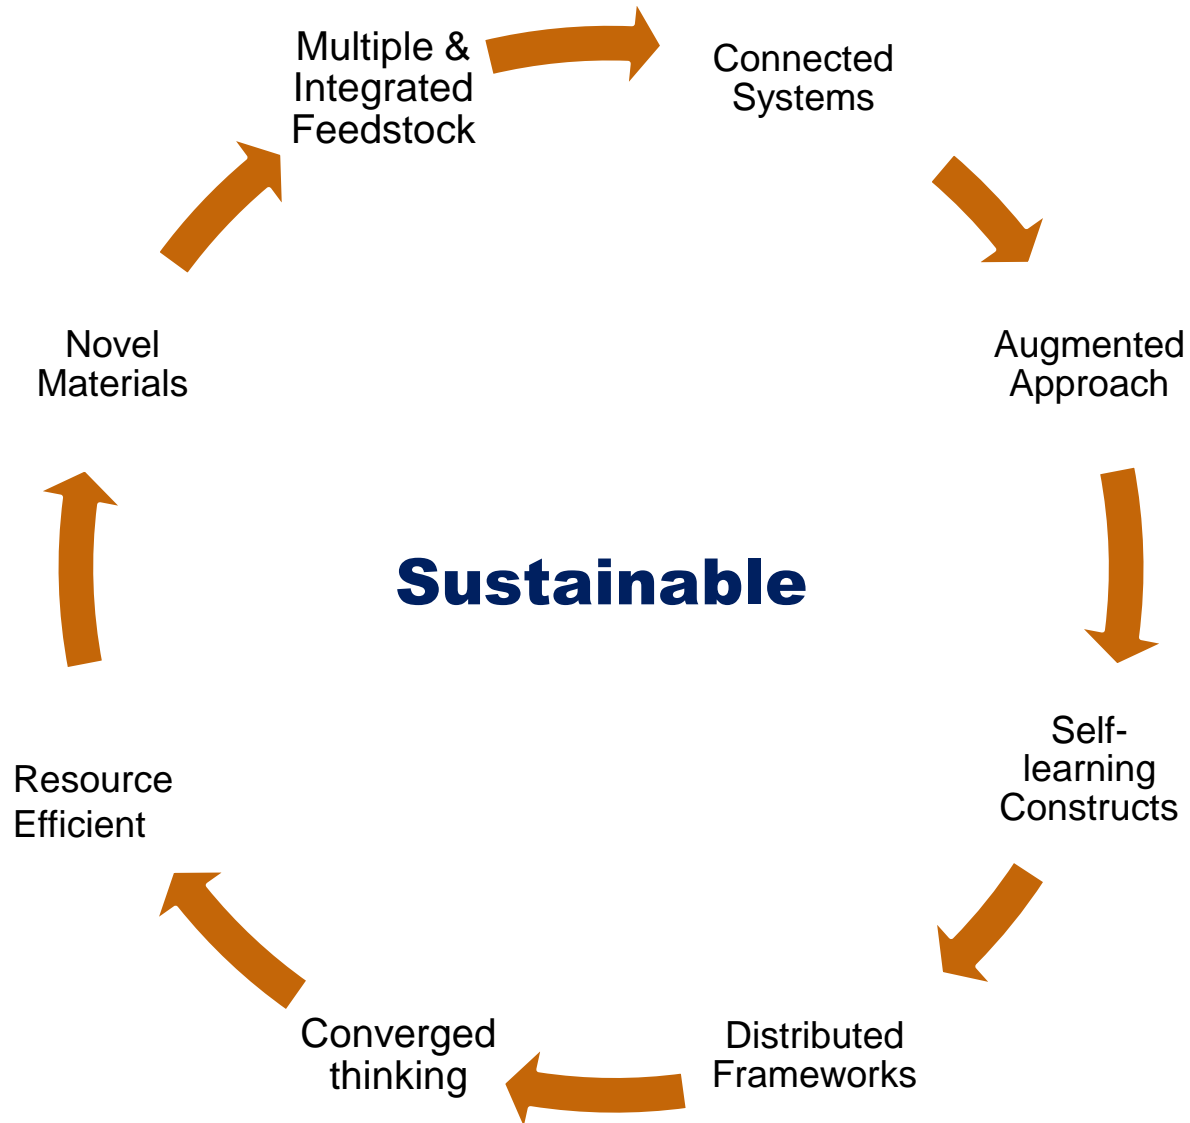 Multiple &
Integrated
Feedstock
Connected
Systems
Augmented
Approach
Self-
learning
Constructs
Distributed
Frameworks
Converged
thinking
Resource
Efficient
Novel
Materials
Sustainable